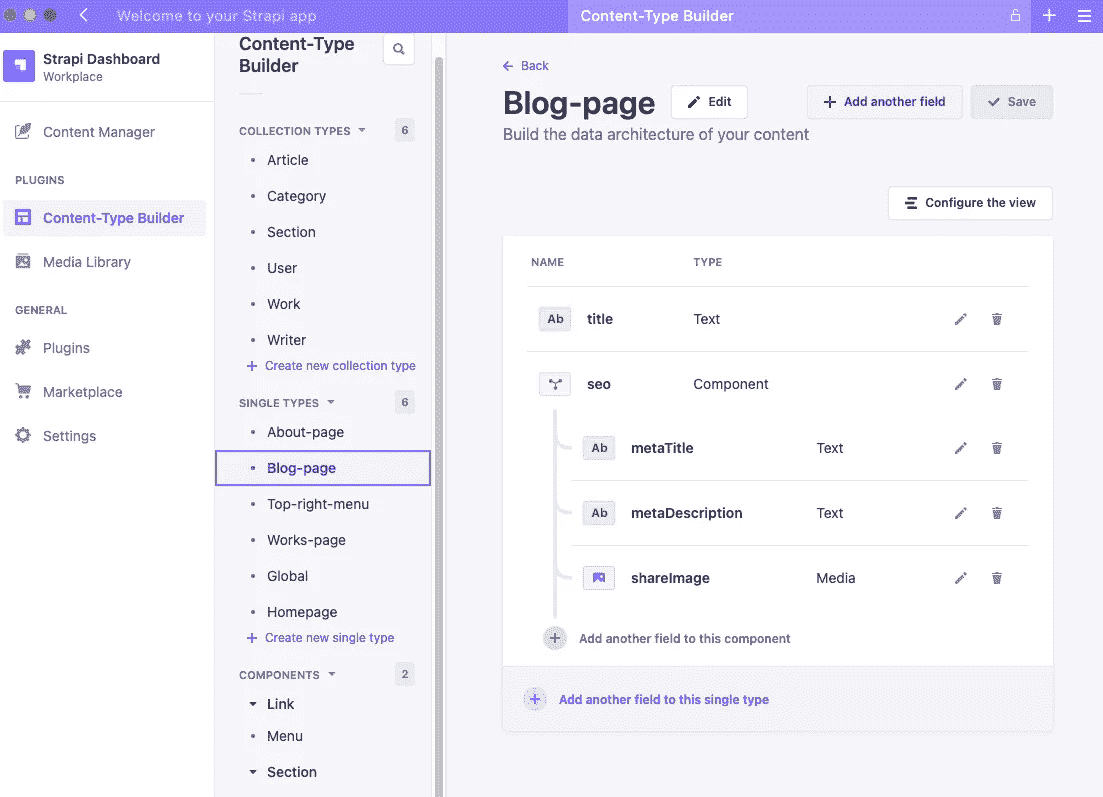 Welcome to your Strapi app
Content-Type Builder
Strapi Dashboard
Workplace
Content Manager
PLUGINS
Content-Type Builder
Media Library
GENERAL
Plugins
Marketplace
Settings
Content-Type
Builder
COLLECTION TYPES 6
Article
Category
Section
User
Work
Writer
Create new collection type
SINGLE TYPES 6
About-page
Blog-page
Top-right-menu
Works-page
Global
Homepage
Create new single type
COMPONENTS 2
Link
Menu
Section
Back
Blog-page Edit Add another field Save
Build the data architecture of your content
Configure the view
NAME TYPE
Ab title Text
seo Component
Ab metaTitle Text
Ab metaDescription Text
shareImage Media
Add another field to this component
Add another field to this single type